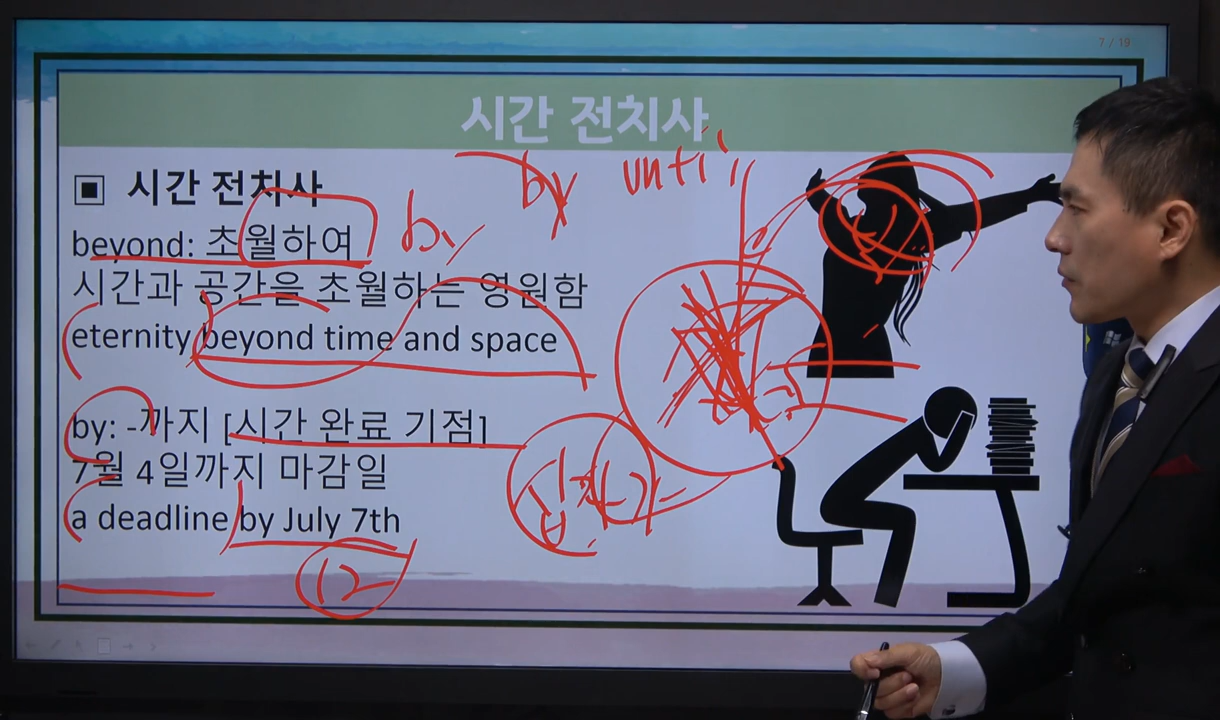 7 / 19
시간 전치사
시간 전치사
by until
beyond: 초월하여
by
시간과 공간을 초월하는 영원함
eternity beyond time and space
by: -까지 [시간 완료 기점]
7월 4일까지 마감일
a deadline by July 7th
12